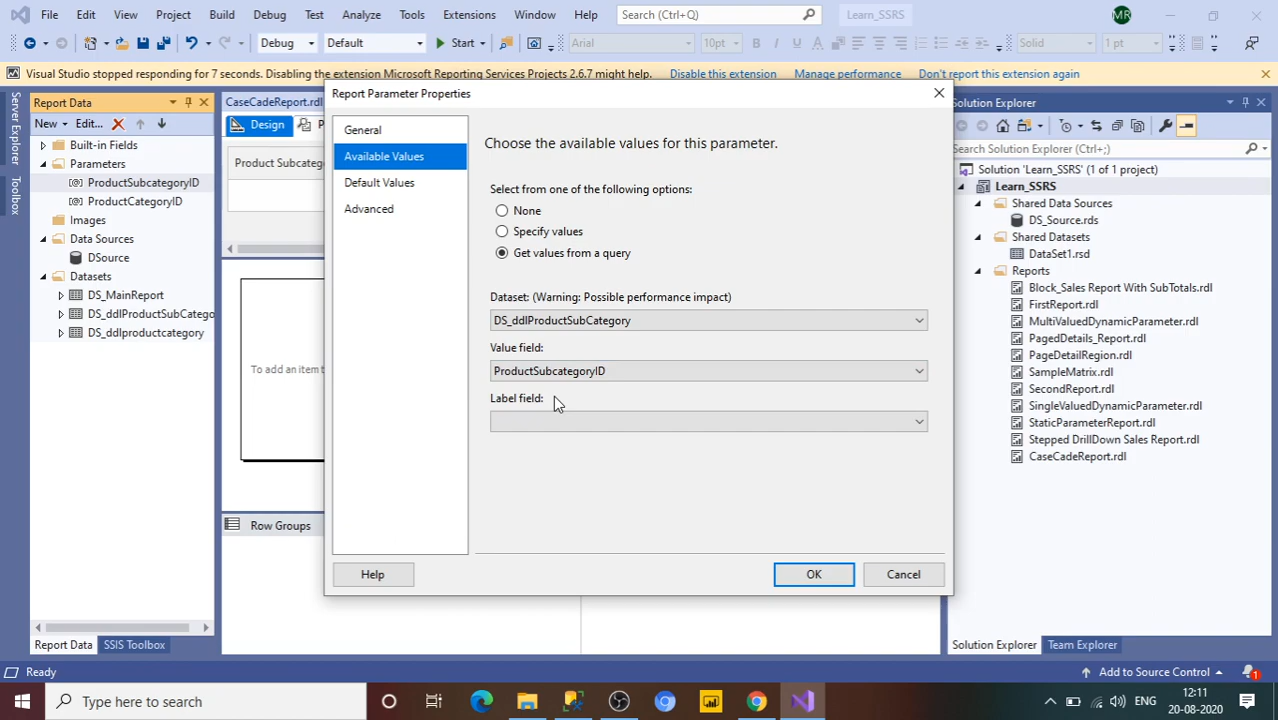 File Edit View Project Build Debug Test Analyze Tools Extensions Window Help Search (Ctrl+Q) Learn_SSRS MR
Debug Default Start Arial 10pt B I U A Solid 1 pt
Visual Studio stopped responding for 7 seconds. Disabling the extension Microsoft Reporting Services Projects 2.6.7 might help. Disable this extension Manage performance Don't report this extension again
Server Explorer
Toolbox
Report Data
New Edit...
Built-in Fields
Parameters
ProductSubcategoryID
ProductCategoryID
Images
Data Sources
DSource
Datasets
DS_MainReport
DS_ddlProductSubCatego
DS_ddlproductcategory
Report Data SSIS Toolbox
CaseCadeReport.rdl
Design P
Product Subcateg
To add an item t
Row Groups
Report Parameter Properties
General
Available Values
Default Values
Advanced
Choose the available values for this parameter.
Select from one of the following options:
None
Specify values
Get values from a query
Dataset: (Warning: Possible performance impact)
DS_ddlProductSubCategory
Value field:
ProductSubcategoryID
Label field:
Help OK Cancel
Solution Explorer
Search Solution Explorer (Ctrl+;)
Solution 'Learn_SSRS' (1 of 1 project)
Learn_SSRS
Shared Data Sources
DS_Source.rds
Shared Datasets
DataSet1.rsd
Reports
Block_Sales Report With SubTotals.rdl
FirstReport.rdl
MultiValuedDynamicParameter.rdl
PagedDetails_Report.rdl
PageDetailRegion.rdl
SampleMatrix.rdl
SecondReport.rdl
SingleValuedDynamicParameter.rdl
StaticParameterReport.rdl
Stepped DrillDown Sales Report.rdl
CaseCadeReport.rdl
Solution Explorer Team Explorer
Ready Add to Source Control 1
Type here to search ENG 12:11
20-08-2020